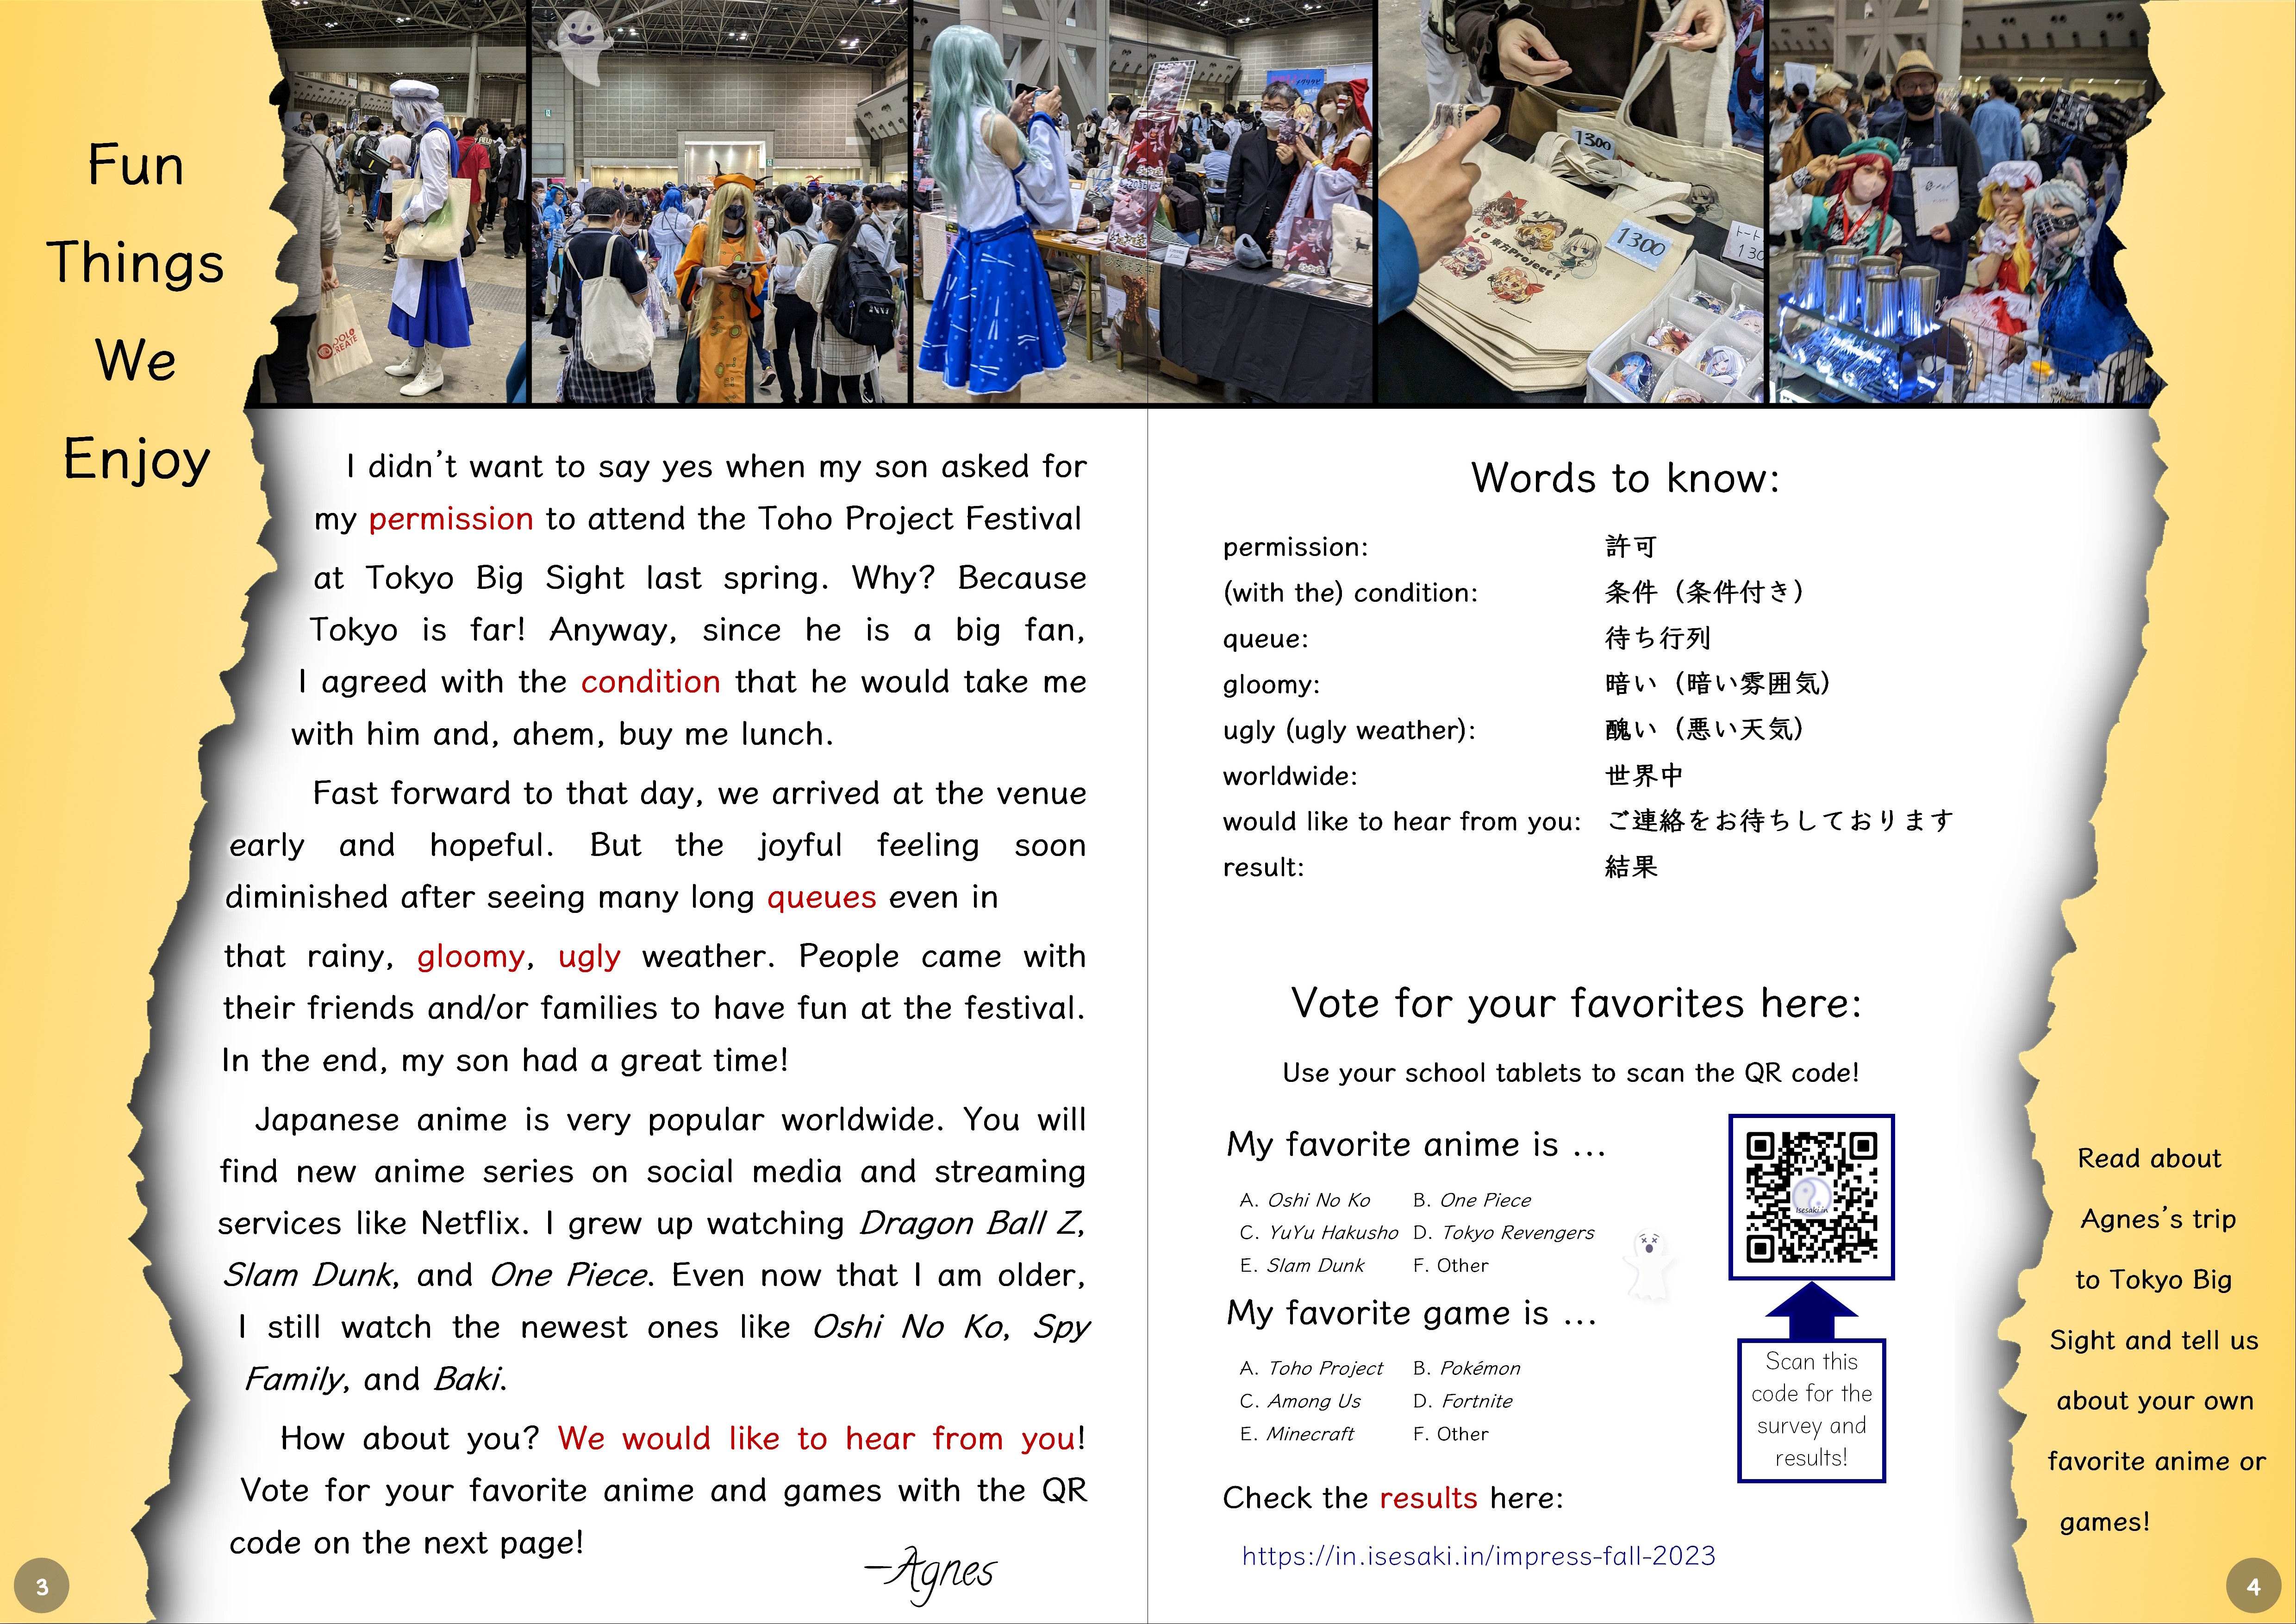 Fun
Things
We
Enjoy
1300
1300
I ❤ 東方Project!
トート
130
I didn't want to say yes when my son asked for
my permission to attend the Toho Project Festival
at Tokyo Big Sight last spring. Why? Because
Tokyo is far! Anyway, since he is a big fan,
I agreed with the condition that he would take me
with him and, ahem, buy me lunch.
Fast forward to that day, we arrived at the venue
early and hopeful. But the joyful feeling soon
diminished after seeing many long queues even in
that rainy, gloomy, ugly weather. People came with
their friends and/or families to have fun at the festival.
In the end, my son had a great time!
Japanese anime is very popular worldwide. You will
find new anime series on social media and streaming
services like Netflix. I grew up watching Dragon Ball Z,
Slam Dunk, and One Piece. Even now that I am older,
I still watch the newest ones like Oshi No Ko, Spy
Family, and Baki.
How about you? We would like to hear from you!
Vote for your favorite anime and games with the QR
code on the next page!
—Agnes
3
Words to know:
permission: 許可
(with the) condition: 条件（条件付き）
queue: 待ち行列
gloomy: 暗い（暗い雰囲気）
ugly (ugly weather): 醜い（悪い天気）
worldwide: 世界中
would like to hear from you: ご連絡をお待ちしております
result: 結果
Vote for your favorites here:
Use your school tablets to scan the QR code!
My favorite anime is ...
A. Oshi No Ko B. One Piece
C. YuYu Hakusho D. Tokyo Revengers
E. Slam Dunk F. Other
My favorite game is ...
A. Toho Project B. Pokémon
C. Among Us D. Fortnite
E. Minecraft F. Other
Isesaki.in
Scan this
code for the
survey and
results!
Check the results here:
https://in.isesaki.in/impress-fall-2023
Read about
Agnes's trip
to Tokyo Big
Sight and tell us
about your own
favorite anime or
games!
4